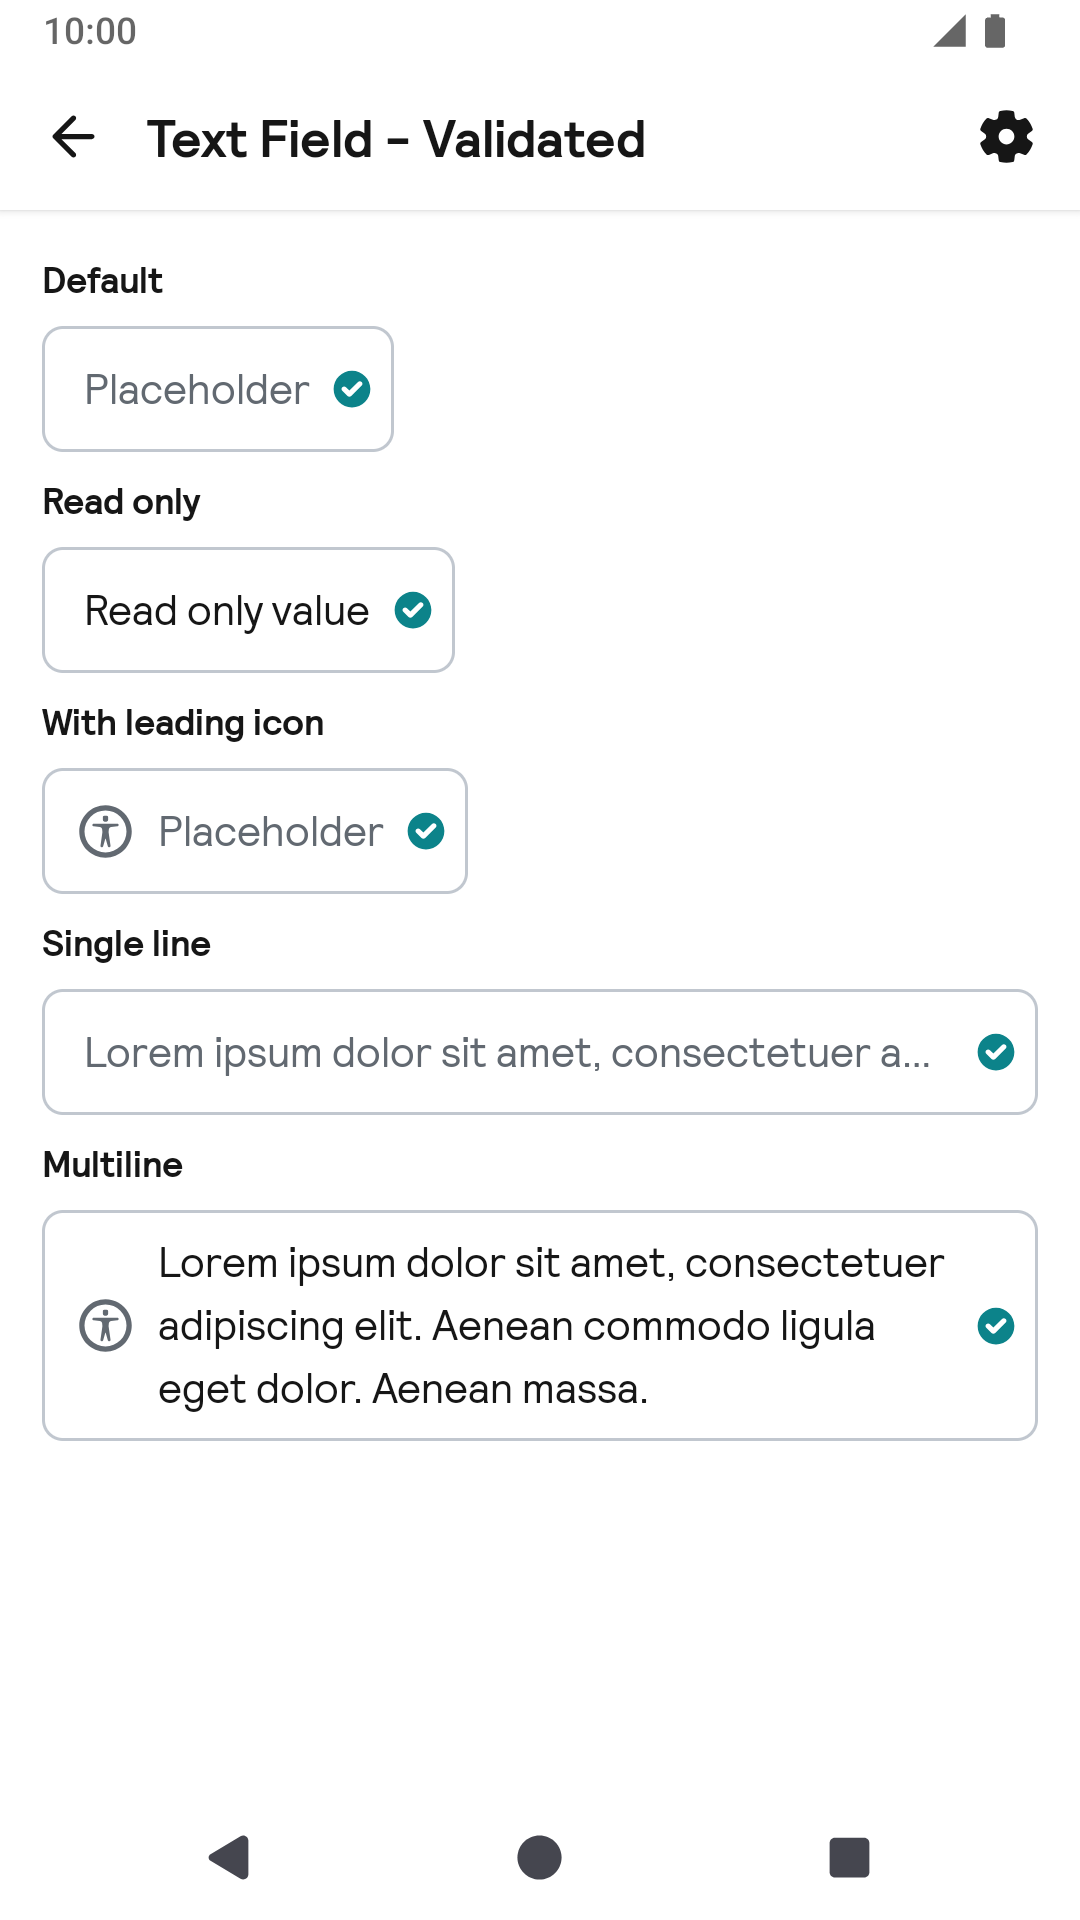 10:00
Text Field - Validated
Default
Placeholder
Read only
Read only value
With leading icon
Placeholder
Single line
Lorem ipsum dolor sit amet, consectetuer a...
Multiline
Lorem ipsum dolor sit amet, consectetuer
adipiscing elit. Aenean commodo ligula
eget dolor. Aenean massa.